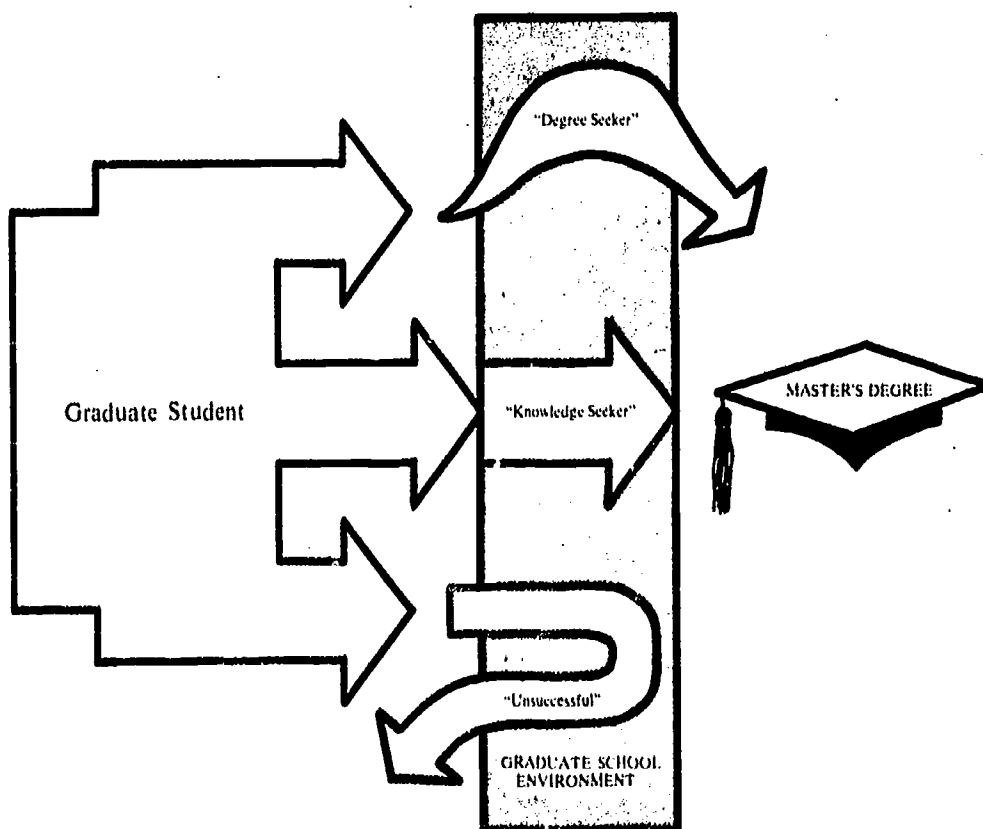 "Degree Seeker"
Graduate Student
"Knowledge Seeker"
MASTER'S DEGREE
"Unsuccessful"
GRADUATE SCHOOL
ENVIRONMENT